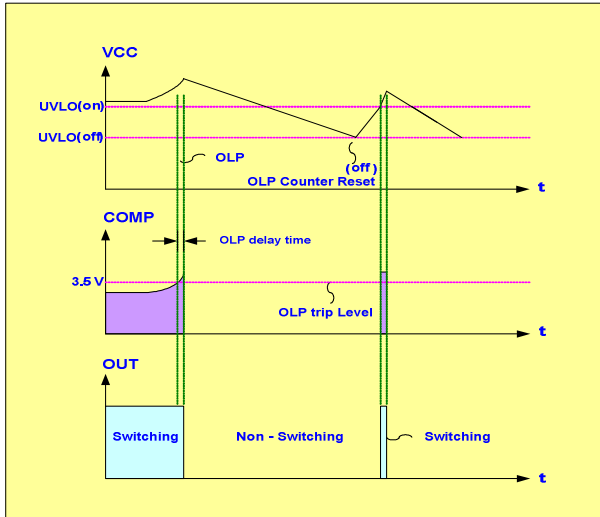 VCC
UVLO(on)
UVLO(off)
OLP
(off)
OLP Counter Reset
t
COMP
OLP delay time
3.5 V
OLP trip Level
t
OUT
Switching
Non - Switching
Switching
t